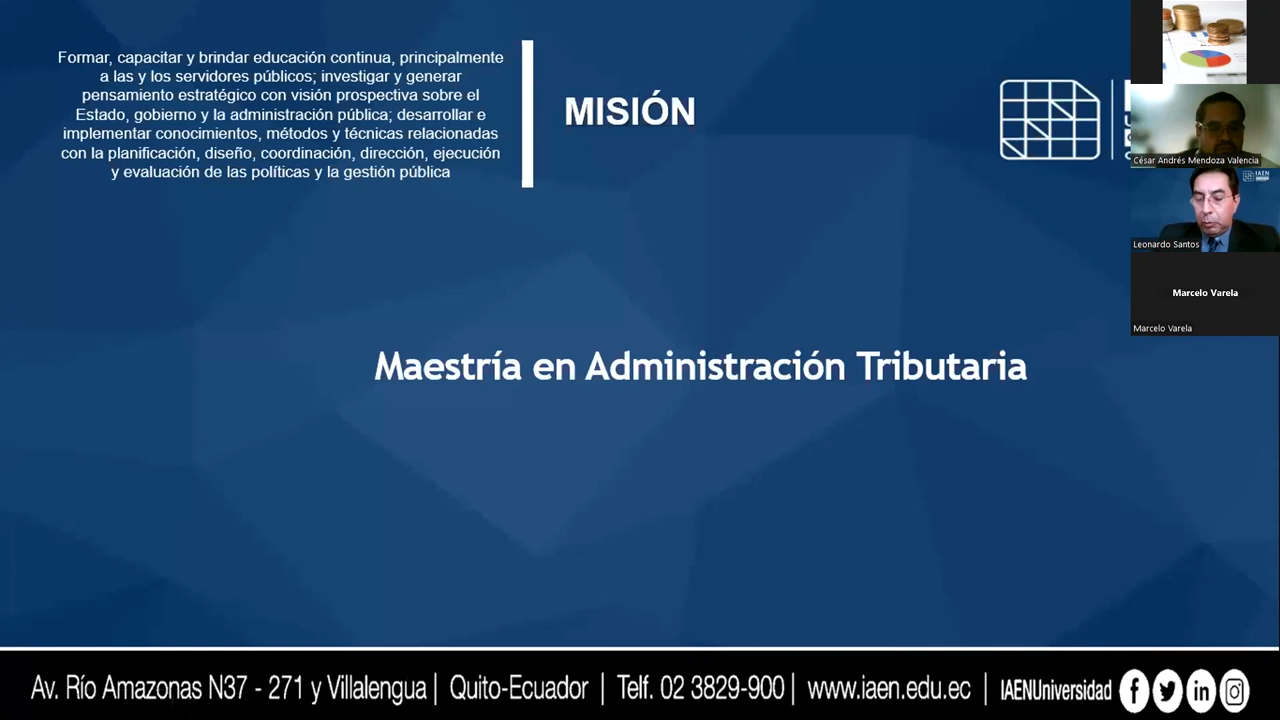 Formar, capacitar y brindar educación continua, principalmente
a las y los servidores públicos; investigar y generar
pensamiento estratégico con visión prospectiva sobre el
Estado, gobierno y la administración pública; desarrollar e
implementar conocimientos, métodos y técnicas relacionadas
con la planificación, diseño, coordinación, dirección, ejecución
y evaluación de las políticas y la gestión pública
MISIÓN
César Andrés Mendoza Valencia
IAEN
Leonardo Santos
Marcelo Varela
Marcelo Varela
Maestría en Administración Tributaria
Av. Río Amazonas N37 - 271 y Villalengua | Quito-Ecuador | Telf. 02 3829-900 | www.iaen.edu.ec | IAENUniversidad